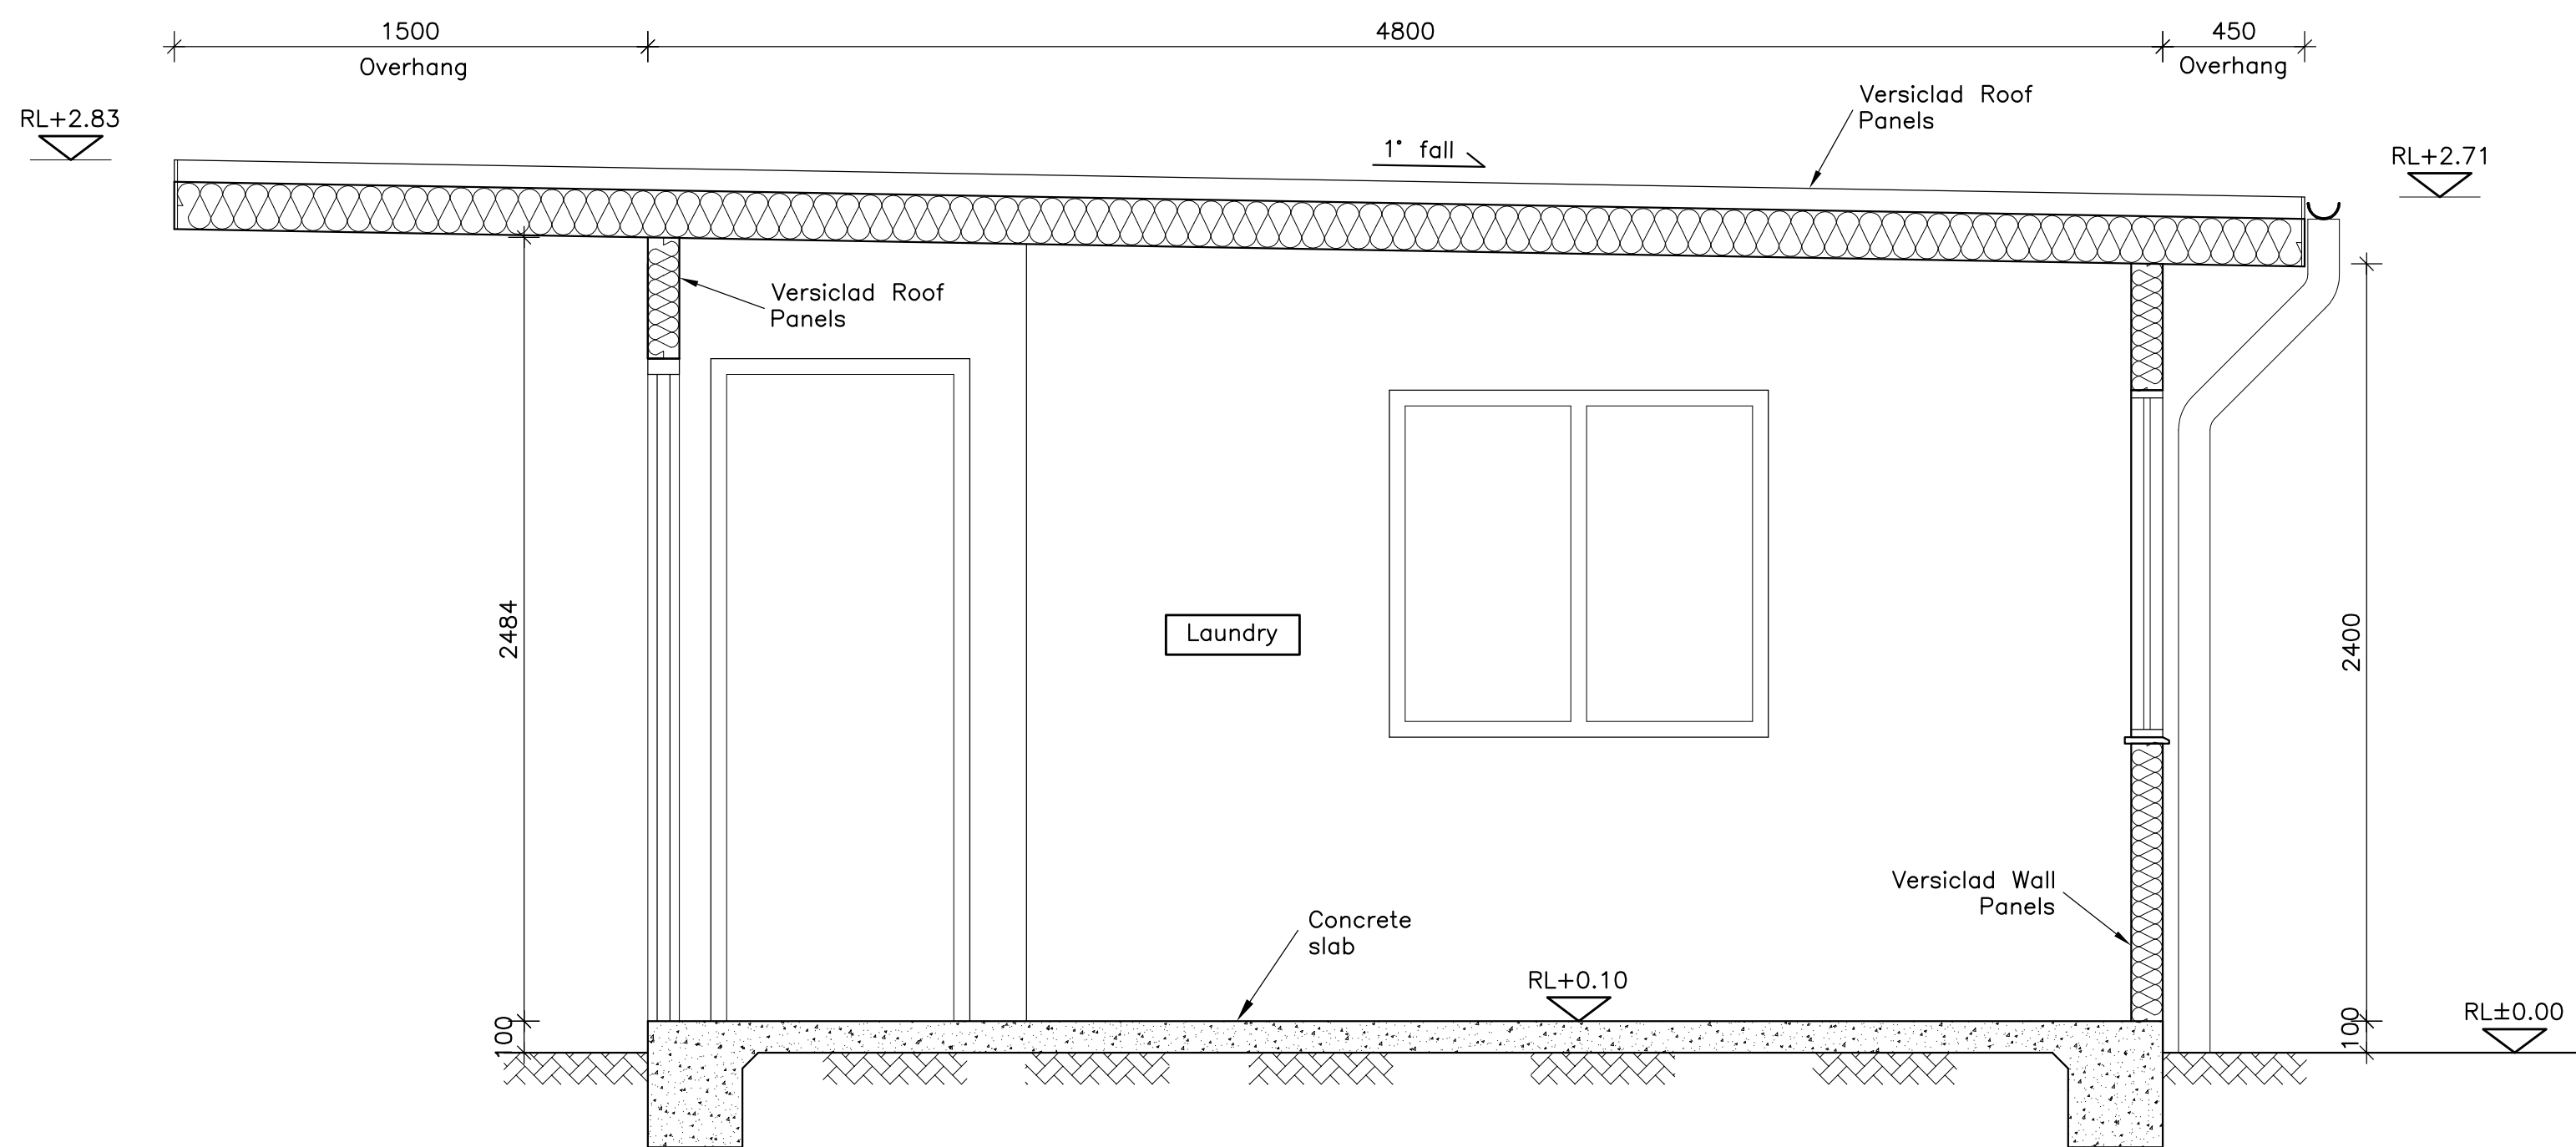 1500
4800
450
Overhang
Overhang
Versiclad Roof
Panels
RL+2.83
1° fall
RL+2.71
Versiclad Roof
Panels
2484
Laundry
2400
Versiclad Wall
Panels
Concrete
slab
RL+0.10
100
100
RL±0.00